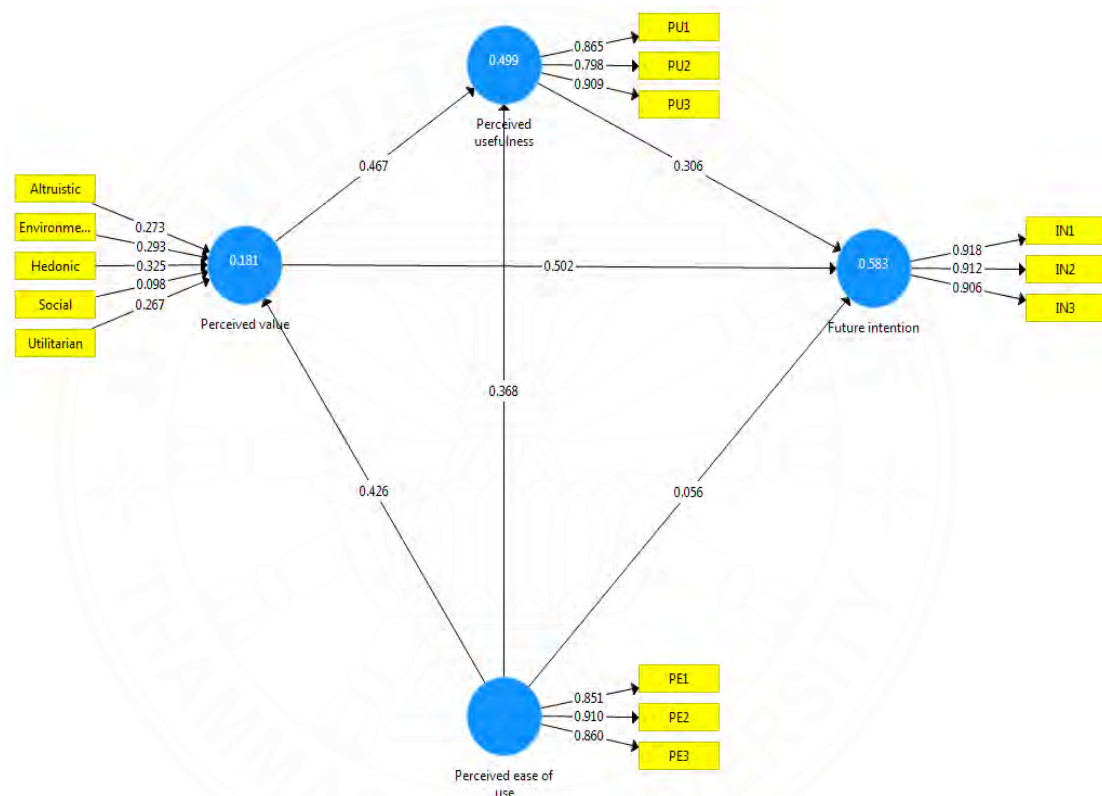 PU1
0.865
0.499
0.798
PU2
0.909
PU3
Perceived
usefulness
0.467
0.306
Altruistic
0.273
Environme...
0.293
Hedonic
0.325
Social
0.098
Utilitarian
0.267
0.181
Perceived value
0.502
0.583
Future intention
0.918
IN1
0.912
IN2
0.906
IN3
0.368
0.426
0.056
PE1
0.851
0.910
PE2
0.860
PE3
Perceived ease of
use
THAMMASAT UNIVERSITY